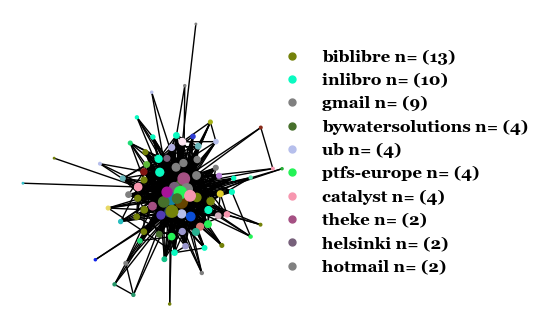 biblibre n= (13)
inlibro n= (10)
gmail n= (9)
bywatersolutions n= (4)
ub n= (4)
ptfs-europe n= (4)
catalyst n= (4)
theke n= (2)
helsinki n= (2)
hotmail n= (2)